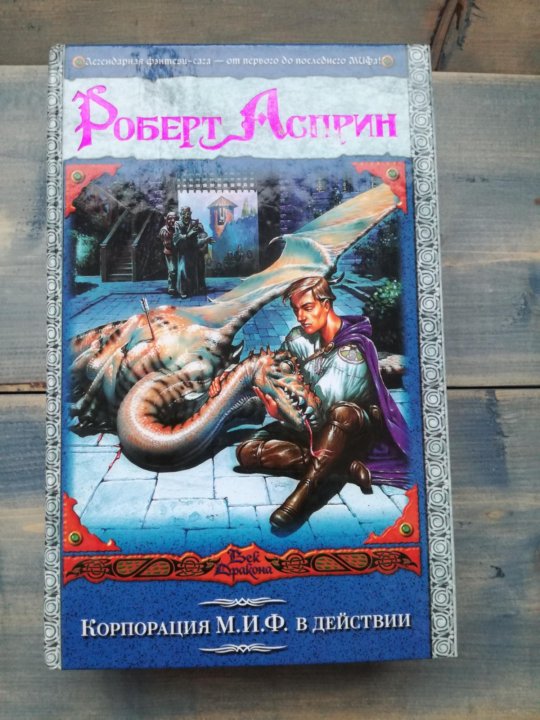 Легендарная фэнтези-сага — от первого до последнего МИФа!
Роберт Асприн
Век
Дракона
Корпорация М.И.Ф. в действии